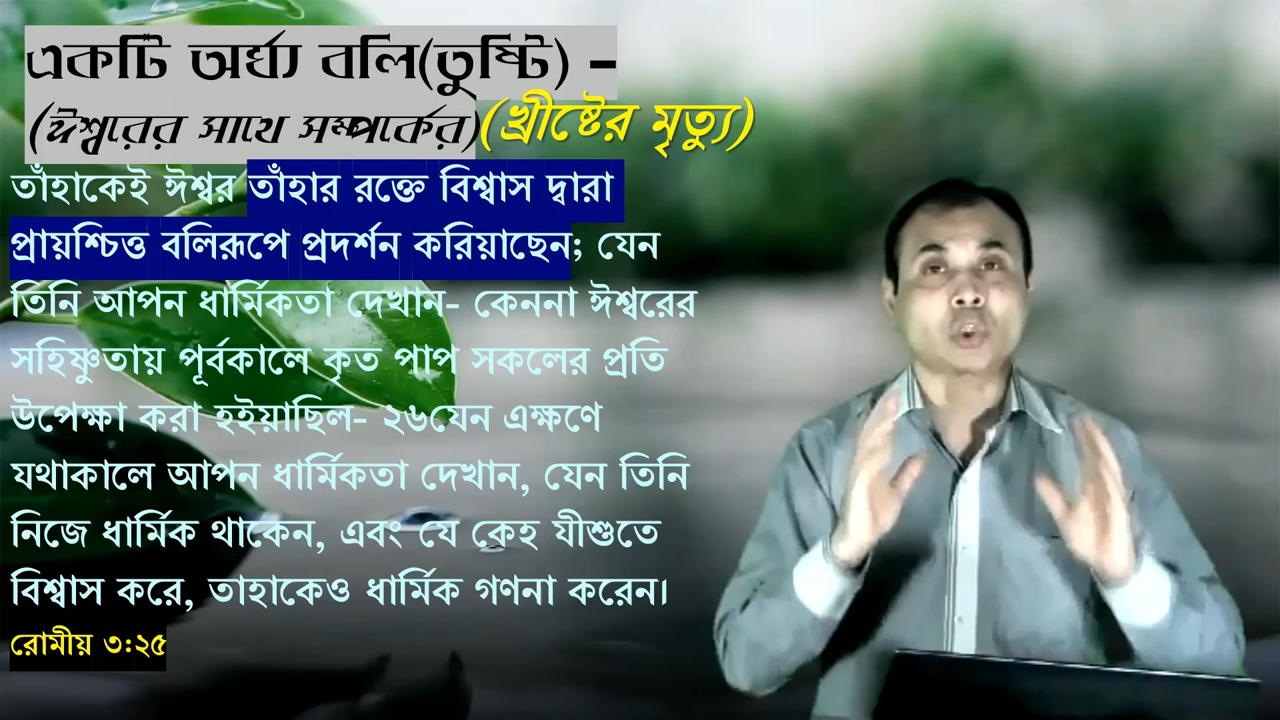 একটি অর্ঘ্য বলি(তুষ্টি) –
(ঈশ্বরের সাথে সম্পর্কের)(খ্রীষ্টের মৃত্যু)
তাঁহাকেই ঈশ্বর তাঁহার রক্তে বিশ্বাস দ্বারা
প্রায়শ্চিত্ত বলিরূপে প্রদর্শন করিয়াছেন; যেন
তিনি আপন ধার্মিকতা দেখান- কেননা ঈশ্বরের
সহিষ্ণুতায় পূর্বকালে কৃত পাপ সকলের প্রতি
উপেক্ষা করা হইয়াছিল- ২৬যেন এক্ষণে
যথাকালে আপন ধার্মিকতা দেখান, যেন তিনি
নিজে ধার্মিক থাকেন, এবং যে কেহ যীশুতে
বিশ্বাস করে, তাহাকেও ধার্মিক গণনা করেন।
রোমীয় ৩:২৫